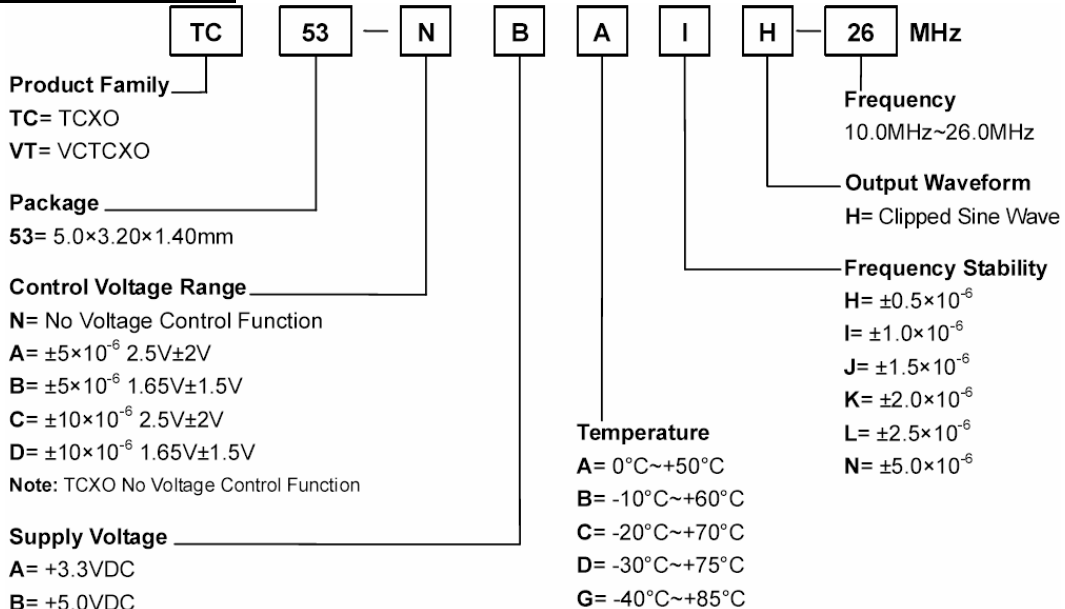 TC 53 — N B A I H — 26 MHz
Product Family
TC= TCXO
VT= VCTCXO
Package
53= 5.0×3.20×1.40mm
Control Voltage Range
N= No Voltage Control Function
A= ±5×10⁻⁶ 2.5V±2V
B= ±5×10⁻⁶ 1.65V±1.5V
C= ±10×10⁻⁶ 2.5V±2V
D= ±10×10⁻⁶ 1.65V±1.5V
Note: TCXO No Voltage Control Function
Supply Voltage
A= +3.3VDC
B= +5.0VDC
Temperature
A= 0°C~+50°C
B= -10°C~+60°C
C= -20°C~+70°C
D= -30°C~+75°C
G= -40°C~+85°C
Frequency
10.0MHz~26.0MHz
Output Waveform
H= Clipped Sine Wave
Frequency Stability
H= ±0.5×10⁻⁶
I= ±1.0×10⁻⁶
J= ±1.5×10⁻⁶
K= ±2.0×10⁻⁶
L= ±2.5×10⁻⁶
N= ±5.0×10⁻⁶